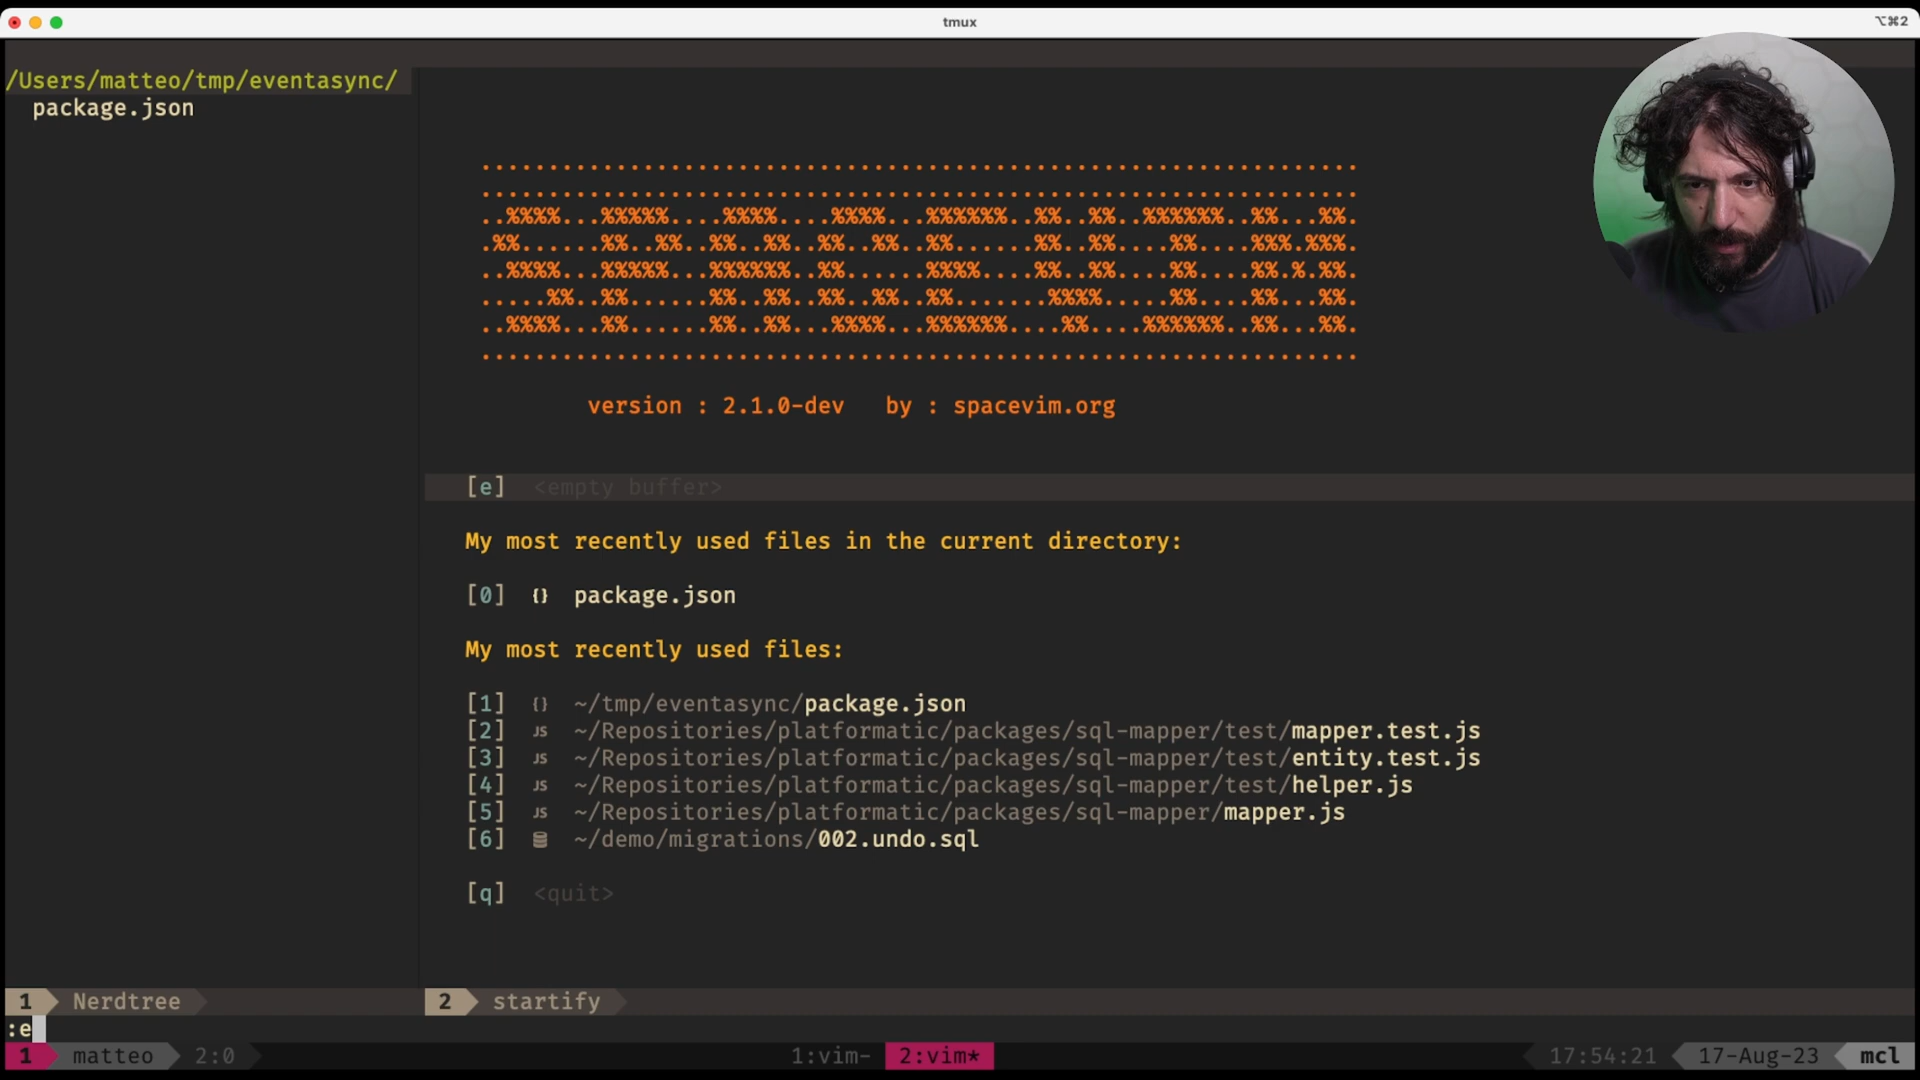 tmux
⌥⌘2
/Users/matteo/tmp/eventasync/
package.json
.................................................................
.................................................................
..%%%%...%%%%%....%%%%....%%%%...%%%%%%..%%..%%..%%%%%%..%%...%%.
.%%......%%..%%..%%..%%..%%..%%..%%......%%..%%....%%....%%%.%%%.
..%%%%...%%%%%...%%%%%%..%%......%%%%....%%..%%....%%....%%.%.%%.
.....%%..%%......%%..%%..%%..%%..%%.......%%%%.....%%....%%...%%.
..%%%%...%%......%%..%%...%%%%...%%%%%%....%%....%%%%%%..%%...%%.
.................................................................
version : 2.1.0-dev   by : spacevim.org
[e]  <empty buffer>
My most recently used files in the current directory:
[0]  {}  package.json
My most recently used files:
[1]  {}  ~/tmp/eventasync/package.json
[2]  JS  ~/Repositories/platformatic/packages/sql-mapper/test/mapper.test.js
[3]  JS  ~/Repositories/platformatic/packages/sql-mapper/test/entity.test.js
[4]  JS  ~/Repositories/platformatic/packages/sql-mapper/test/helper.js
[5]  JS  ~/Repositories/platformatic/packages/sql-mapper/mapper.js
[6]  ~/demo/migrations/002.undo.sql
[q]  <quit>
1  Nerdtree
2  startify
:e
1  matteo  2:0  1:vim-  2:vim*  17:54:21  17-Aug-23  mcl